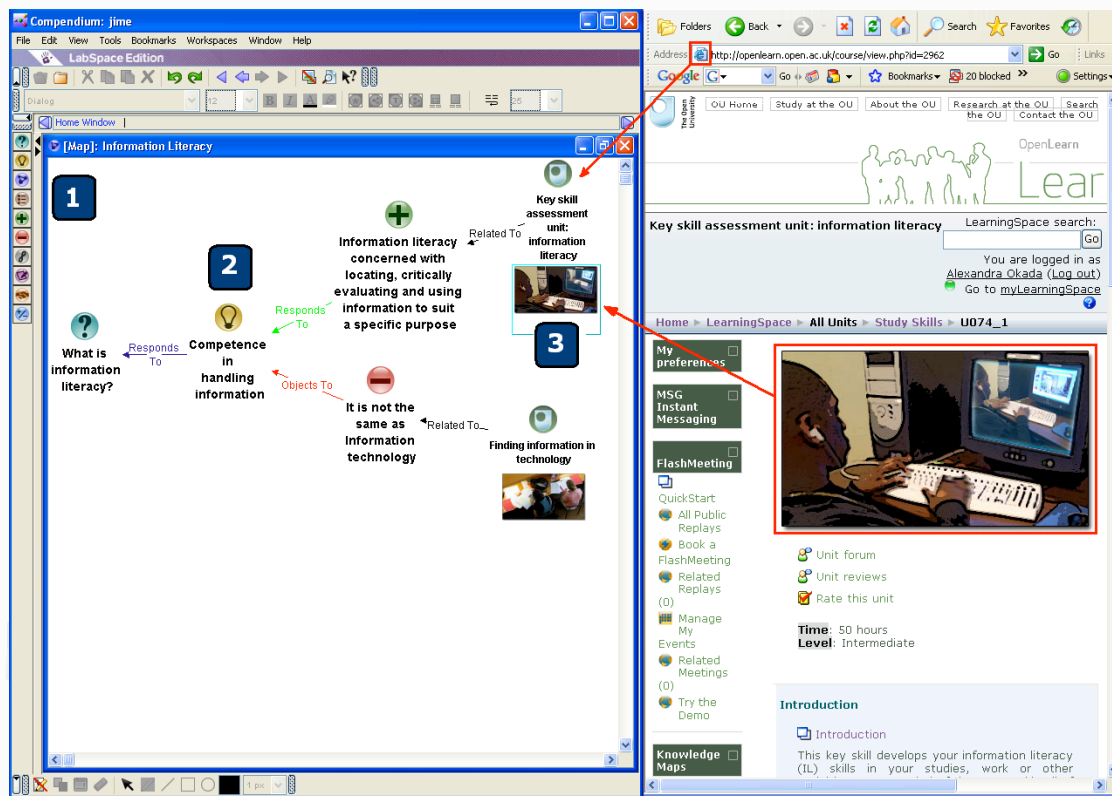 Compendium: jime
File Edit View Tools Bookmarks Workspaces Window Help
LabSpace Edition
Dialog
12
25
Home Window
[Map]: Information Literacy
1
2
3
Key skill
assessment
unit:
information
literacy
Related To
Information literacy
concerned with
locating, critically
evaluating and using
information to suit
a specific purpose
Responds
To
What is
information
literacy?
Responds
To
Competence
in
handling
information
Objects To
It is not the
same as
Information
technology
Related To
Finding information in
technology
1 px
Folders Back Search Favorites
Address http://openlearn.open.ac.uk/course/view.php?id=2962 Go Links
Google G Go Bookmarks 20 blocked Settings
The Open
University
OU Home Study at the OU About the OU Research at the OU Search
the OU Contact the OU
OpenLearn
Lear
Key skill assessment unit: information literacy
LearningSpace search:
Go
You are logged in as
Alexandra Okada (Log out)
Go to myLearningSpace
Home ► LearningSpace ► All Units ► Study Skills ► U074_1
My
preferences
MSG
Instant
Messaging
FlashMeeting
QuickStart
All Public
Replays
Book a
FlashMeeting
Related
Replays
(0)
Manage
My
Events
Related
Meetings
(0)
Try the
Demo
Knowledge
Maps
Unit forum
Unit reviews
Rate this unit
Time: 50 hours
Level: Intermediate
Introduction
Introduction
This key skill develops your information literacy
(IL) skills in your studies, work or other